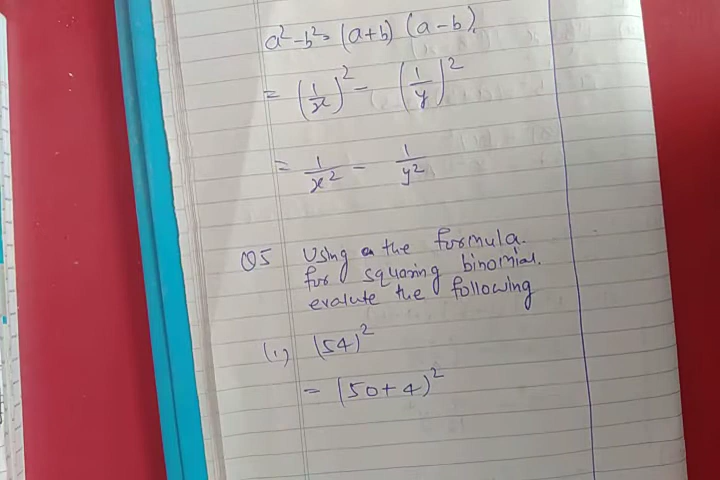 a² - b² = (a+b) (a-b).
= (1/x)² - (1/y)²
= 1/x² - 1/y²
Q5 Using a the formula.
for squaring binomial.
evalute the following
(i) (54)²
= (50+4)²